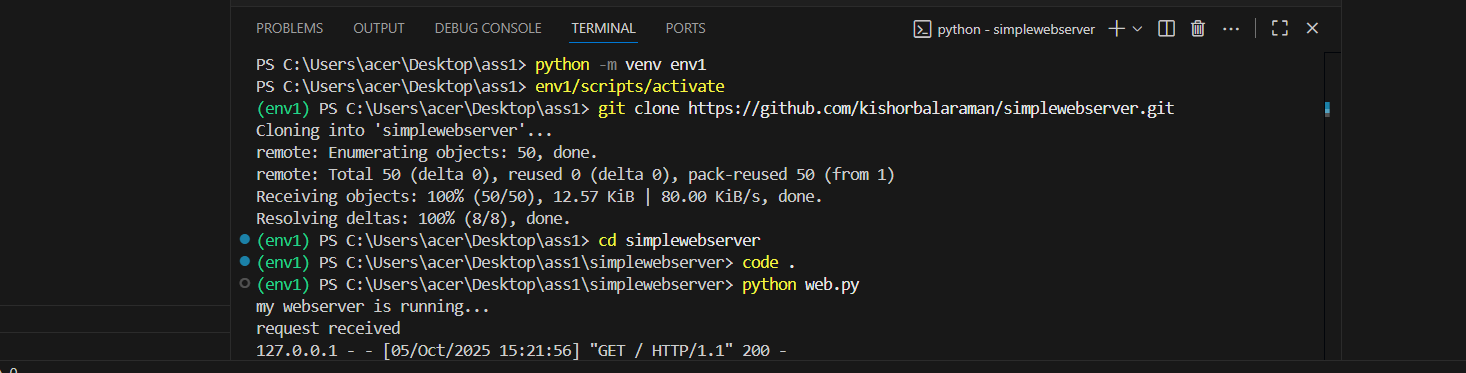 PROBLEMS OUTPUT DEBUG CONSOLE TERMINAL PORTS python - simplewebserver
PS C:\Users\acer\Desktop\ass1> python -m venv env1
PS C:\Users\acer\Desktop\ass1> env1/scripts/activate
(env1) PS C:\Users\acer\Desktop\ass1> git clone https://github.com/kishorbalaraman/simplewebserver.git
Cloning into 'simplewebserver'...
remote: Enumerating objects: 50, done.
remote: Total 50 (delta 0), reused 0 (delta 0), pack-reused 50 (from 1)
Receiving objects: 100% (50/50), 12.57 KiB | 80.00 KiB/s, done.
Resolving deltas: 100% (8/8), done.
(env1) PS C:\Users\acer\Desktop\ass1> cd simplewebserver
(env1) PS C:\Users\acer\Desktop\ass1\simplewebserver> code .
(env1) PS C:\Users\acer\Desktop\ass1\simplewebserver> python web.py
my webserver is running...
request received
127.0.0.1 - - [05/Oct/2025 15:21:56] "GET / HTTP/1.1" 200 -